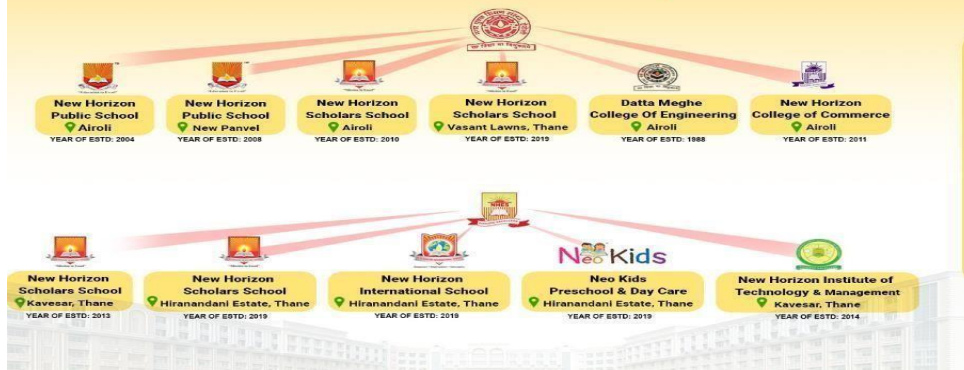 New Horizon
Public School
Airoli
YEAR OF ESTD: 2004
New Horizon
Public School
New Panvel
YEAR OF ESTD: 2008
New Horizon
Scholars School
Airoli
YEAR OF ESTD: 2010
New Horizon
Scholars School
Vasant Lawns, Thane
YEAR OF ESTD: 2019
Datta Meghe
College Of Engineering
Airoli
YEAR OF ESTD: 1988
New Horizon
College of Commerce
Airoli
YEAR OF ESTD: 2011
NHES
New Horizon
Scholars School
Kavesar, Thane
YEAR OF ESTD: 2013
New Horizon
Scholars School
Hiranandani Estate, Thane
YEAR OF ESTD: 2019
New Horizon
International School
Hiranandani Estate, Thane
YEAR OF ESTD: 2019
Neo Kids
Neo Kids
Preschool & Day Care
Hiranandani Estate, Thane
YEAR OF ESTD: 2019
New Horizon Institute of
Technology & Management
Kavesar, Thane
YEAR OF ESTD: 2014